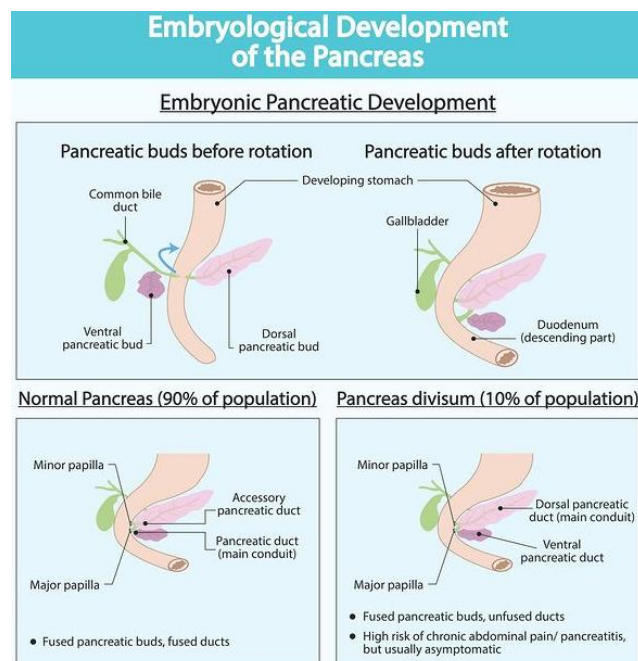 Embryological Development
of the Pancreas
Embryonic Pancreatic Development
Pancreatic buds before rotation
Pancreatic buds after rotation
Developing stomach
Common bile
duct
Gallbladder
Ventral
pancreatic bud
Dorsal
pancreatic bud
Duodenum
(descending part)
Normal Pancreas (90% of population)
Minor papilla
Accessory
pancreatic duct
Pancreatic duct
(main conduit)
Major papilla
• Fused pancreatic buds, fused ducts
Pancreas divisum (10% of population)
Minor papilla
Dorsal pancreatic
duct (main conduit)
Ventral
pancreatic duct
Major papilla
• Fused pancreatic buds, unfused ducts
• High risk of chronic abdominal pain/ pancreatitis,
but usually asymptomatic